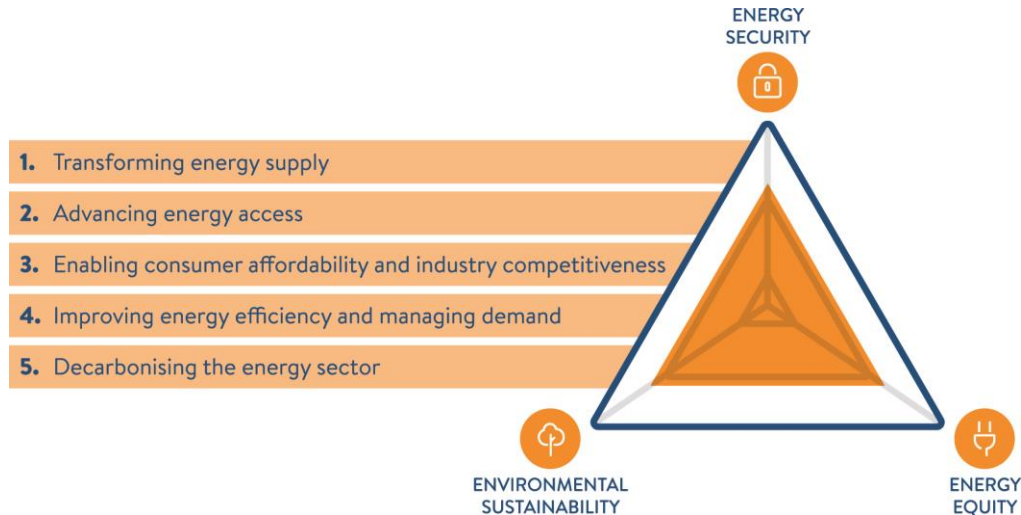 ENERGY
SECURITY
1. Transforming energy supply
2. Advancing energy access
3. Enabling consumer affordability and industry competitiveness
4. Improving energy efficiency and managing demand
5. Decarbonising the energy sector
ENVIRONMENTAL
SUSTAINABILITY
ENERGY
EQUITY